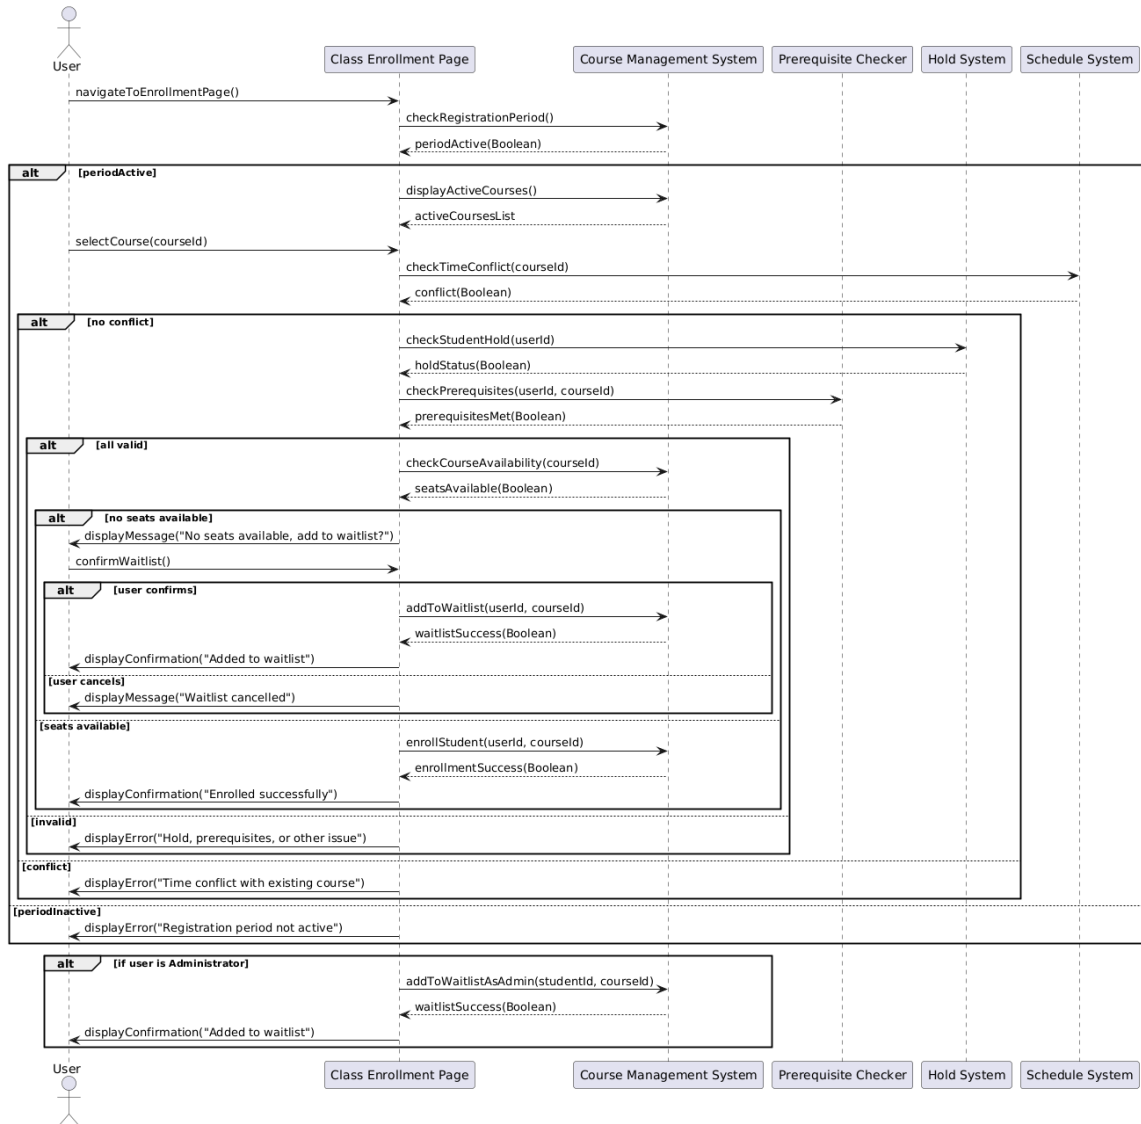 User
Class Enrollment Page
Course Management System
Prerequisite Checker
Hold System
Schedule System
navigateToEnrollmentPage()
checkRegistrationPeriod()
periodActive(Boolean)
alt
[periodActive]
displayActiveCourses()
activeCoursesList
selectCourse(courseId)
checkTimeConflict(courseId)
conflict(Boolean)
alt
[no conflict]
checkStudentHold(userId)
holdStatus(Boolean)
checkPrerequisites(userId, courseId)
prerequisitesMet(Boolean)
alt
[all valid]
checkCourseAvailability(courseId)
seatsAvailable(Boolean)
alt
[no seats available]
displayMessage("No seats available, add to waitlist?")
confirmWaitlist()
alt
[user confirms]
addToWaitlist(userId, courseId)
waitlistSuccess(Boolean)
displayConfirmation("Added to waitlist")
[user cancels]
displayMessage("Waitlist cancelled")
[seats available]
enrollStudent(userId, courseId)
enrollmentSuccess(Boolean)
displayConfirmation("Enrolled successfully")
[invalid]
displayError("Hold, prerequisites, or other issue")
[conflict]
displayError("Time conflict with existing course")
[periodInactive]
displayError("Registration period not active")
alt
[if user is Administrator]
addToWaitlistAsAdmin(studentId, courseId)
waitlistSuccess(Boolean)
displayConfirmation("Added to waitlist")
User
Class Enrollment Page
Course Management System
Prerequisite Checker
Hold System
Schedule System